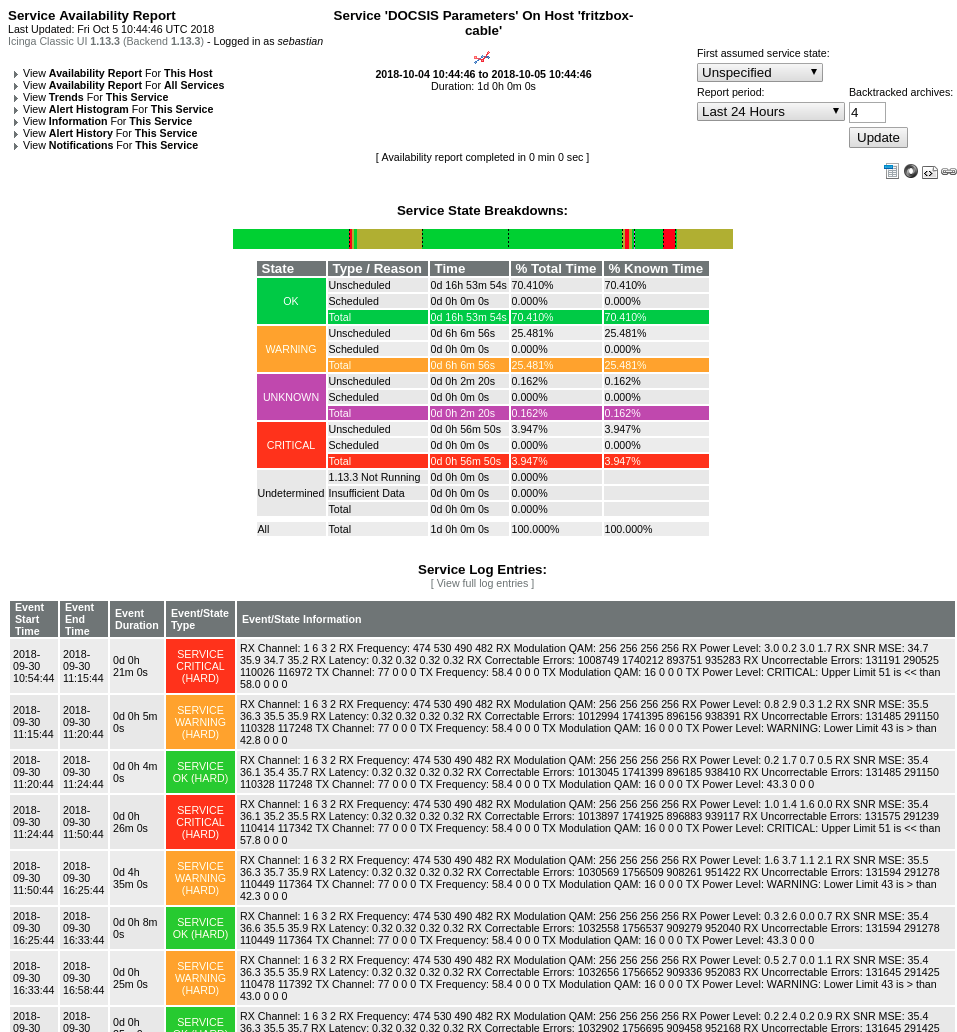 Service Availability Report
Last Updated: Fri Oct 5 10:44:46 UTC 2018
Icinga Classic UI 1.13.3 (Backend 1.13.3) - Logged in as sebastian
View Availability Report For This Host
View Availability Report For All Services
View Trends For This Service
View Alert Histogram For This Service
View Information For This Service
View Alert History For This Service
View Notifications For This Service
Service 'DOCSIS Parameters' On Host 'fritzbox-
cable'
2018-10-04 10:44:46 to 2018-10-05 10:44:46
Duration: 1d 0h 0m 0s
[ Availability report completed in 0 min 0 sec ]
First assumed service state:
Unspecified
Report period:
Backtracked archives:
Last 24 Hours
4
Update
Service State Breakdowns:
State Type / Reason Time % Total Time % Known Time
OK
Unscheduled 0d 16h 53m 54s 70.410% 70.410%
Scheduled 0d 0h 0m 0s 0.000% 0.000%
Total 0d 16h 53m 54s 70.410% 70.410%
WARNING
Unscheduled 0d 6h 6m 56s 25.481% 25.481%
Scheduled 0d 0h 0m 0s 0.000% 0.000%
Total 0d 6h 6m 56s 25.481% 25.481%
UNKNOWN
Unscheduled 0d 0h 2m 20s 0.162% 0.162%
Scheduled 0d 0h 0m 0s 0.000% 0.000%
Total 0d 0h 2m 20s 0.162% 0.162%
CRITICAL
Unscheduled 0d 0h 56m 50s 3.947% 3.947%
Scheduled 0d 0h 0m 0s 0.000% 0.000%
Total 0d 0h 56m 50s 3.947% 3.947%
Undetermined
1.13.3 Not Running 0d 0h 0m 0s 0.000%
Insufficient Data 0d 0h 0m 0s 0.000%
Total 0d 0h 0m 0s 0.000%
All Total 1d 0h 0m 0s 100.000% 100.000%
Service Log Entries:
[ View full log entries ]
Event
Start
Time
Event
End
Time
Event
Duration
Event/State
Type
Event/State Information
2018-
09-30
10:54:44
2018-
09-30
11:15:44
0d 0h
21m 0s
SERVICE
CRITICAL
(HARD)
RX Channel: 1 6 3 2 RX Frequency: 474 530 490 482 RX Modulation QAM: 256 256 256 256 RX Power Level: 3.0 0.2 3.0 1.7 RX SNR MSE: 34.7
35.9 34.7 35.2 RX Latency: 0.32 0.32 0.32 0.32 RX Correctable Errors: 1008749 1740212 893751 935283 RX Uncorrectable Errors: 131191 290525
110026 116972 TX Channel: 77 0 0 0 TX Frequency: 58.4 0 0 0 TX Modulation QAM: 16 0 0 0 TX Power Level: CRITICAL: Upper Limit 51 is << than
58.0 0 0 0
2018-
09-30
11:15:44
2018-
09-30
11:20:44
0d 0h 5m
0s
SERVICE
WARNING
(HARD)
RX Channel: 1 6 3 2 RX Frequency: 474 530 490 482 RX Modulation QAM: 256 256 256 256 RX Power Level: 0.8 2.9 0.3 1.2 RX SNR MSE: 35.5
36.3 35.5 35.9 RX Latency: 0.32 0.32 0.32 0.32 RX Correctable Errors: 1012994 1741395 896156 938391 RX Uncorrectable Errors: 131485 291150
110328 117248 TX Channel: 77 0 0 0 TX Frequency: 58.4 0 0 0 TX Modulation QAM: 16 0 0 0 TX Power Level: WARNING: Lower Limit 43 is > than
42.8 0 0 0
2018-
09-30
11:20:44
2018-
09-30
11:24:44
0d 0h 4m
0s
SERVICE
OK (HARD)
RX Channel: 1 6 3 2 RX Frequency: 474 530 490 482 RX Modulation QAM: 256 256 256 256 RX Power Level: 0.2 1.7 0.7 0.5 RX SNR MSE: 35.4
36.1 35.4 35.7 RX Latency: 0.32 0.32 0.32 0.32 RX Correctable Errors: 1013045 1741399 896185 938410 RX Uncorrectable Errors: 131485 291150
110328 117248 TX Channel: 77 0 0 0 TX Frequency: 58.4 0 0 0 TX Modulation QAM: 16 0 0 0 TX Power Level: 43.3 0 0 0
2018-
09-30
11:24:44
2018-
09-30
11:50:44
0d 0h
26m 0s
SERVICE
CRITICAL
(HARD)
RX Channel: 1 6 3 2 RX Frequency: 474 530 490 482 RX Modulation QAM: 256 256 256 256 RX Power Level: 1.0 1.4 1.6 0.0 RX SNR MSE: 35.4
36.1 35.2 35.5 RX Latency: 0.32 0.32 0.32 0.32 RX Correctable Errors: 1013897 1741925 896883 939117 RX Uncorrectable Errors: 131575 291239
110414 117342 TX Channel: 77 0 0 0 TX Frequency: 58.4 0 0 0 TX Modulation QAM: 16 0 0 0 TX Power Level: CRITICAL: Upper Limit 51 is << than
57.8 0 0 0
2018-
09-30
11:50:44
2018-
09-30
16:25:44
0d 4h
35m 0s
SERVICE
WARNING
(HARD)
RX Channel: 1 6 3 2 RX Frequency: 474 530 490 482 RX Modulation QAM: 256 256 256 256 RX Power Level: 1.6 3.7 1.1 2.1 RX SNR MSE: 35.5
36.3 35.7 35.9 RX Latency: 0.32 0.32 0.32 0.32 RX Correctable Errors: 1030569 1756509 908261 951422 RX Uncorrectable Errors: 131594 291278
110449 117364 TX Channel: 77 0 0 0 TX Frequency: 58.4 0 0 0 TX Modulation QAM: 16 0 0 0 TX Power Level: WARNING: Lower Limit 43 is > than
42.3 0 0 0
2018-
09-30
16:25:44
2018-
09-30
16:33:44
0d 0h 8m
0s
SERVICE
OK (HARD)
RX Channel: 1 6 3 2 RX Frequency: 474 530 490 482 RX Modulation QAM: 256 256 256 256 RX Power Level: 0.3 2.6 0.0 0.7 RX SNR MSE: 35.4
36.6 35.5 35.9 RX Latency: 0.32 0.32 0.32 0.32 RX Correctable Errors: 1032558 1756537 909279 952040 RX Uncorrectable Errors: 131594 291278
110449 117364 TX Channel: 77 0 0 0 TX Frequency: 58.4 0 0 0 TX Modulation QAM: 16 0 0 0 TX Power Level: 43.3 0 0 0
2018-
09-30
16:33:44
2018-
09-30
16:58:44
0d 0h
25m 0s
SERVICE
WARNING
(HARD)
RX Channel: 1 6 3 2 RX Frequency: 474 530 490 482 RX Modulation QAM: 256 256 256 256 RX Power Level: 0.5 2.7 0.0 1.1 RX SNR MSE: 35.4
36.3 35.5 35.9 RX Latency: 0.32 0.32 0.32 0.32 RX Correctable Errors: 1032656 1756652 909336 952083 RX Uncorrectable Errors: 131645 291425
110478 117392 TX Channel: 77 0 0 0 TX Frequency: 58.4 0 0 0 TX Modulation QAM: 16 0 0 0 TX Power Level: WARNING: Lower Limit 43 is > than
43.0 0 0 0
2018-
09-30
2018-
09-30
0d 0h
SERVICE
RX Channel: 1 6 3 2 RX Frequency: 474 530 490 482 RX Modulation QAM: 256 256 256 256 RX Power Level: 0.2 2.4 0.2 0.9 RX SNR MSE: 35.4
36.3 35.5 35.7 RX Latency: 0.32 0.32 0.32 0.32 RX Correctable Errors: 1032902 1756695 909458 952168 RX Uncorrectable Errors: 131645 291425